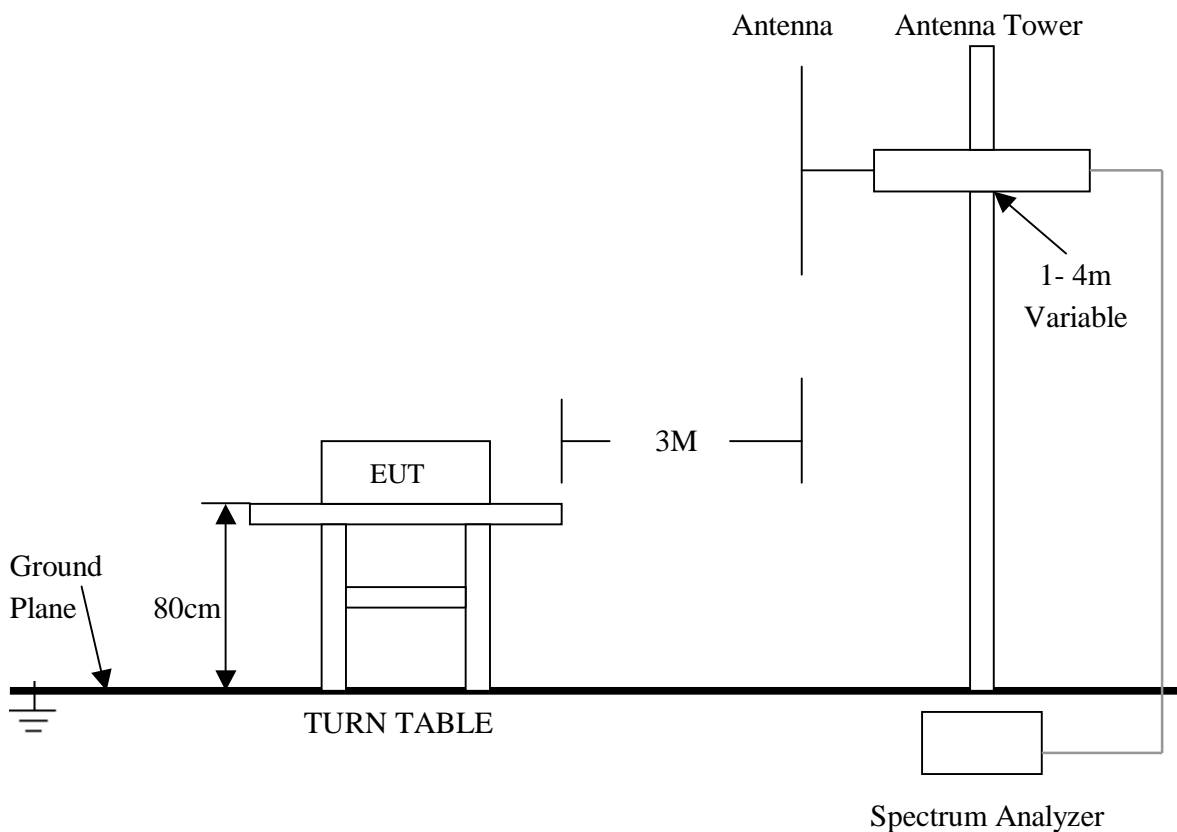 Antenna
Antenna Tower
1- 4m
Variable
3M
EUT
Ground
Plane
80cm
TURN TABLE
Spectrum Analyzer